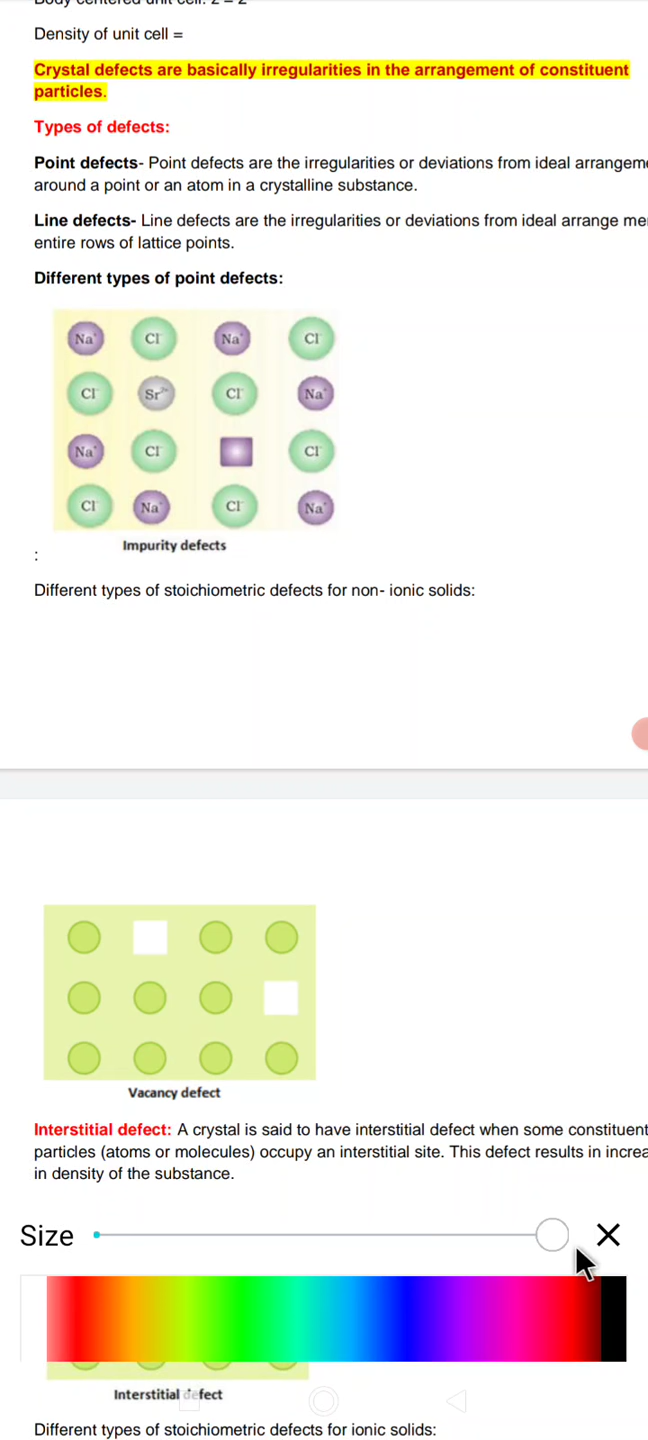 Density of unit cell =
Crystal defects are basically irregularities in the arrangement of constituent
particles.
Types of defects:
Point defects- Point defects are the irregularities or deviations from ideal arrangem
around a point or an atom in a crystalline substance.
Line defects- Line defects are the irregularities or deviations from ideal arrange me
entire rows of lattice points.
Different types of point defects:
Na⁺ Cl⁻ Na⁺ Cl⁻
Cl⁻ Sr²⁺ Cl⁻ Na⁺
Na⁺ Cl⁻ Cl⁻
Cl⁻ Na⁺ Cl⁻ Na⁺
Impurity defects
:
Different types of stoichiometric defects for non- ionic solids:
Vacancy defect
Interstitial defect: A crystal is said to have interstitial defect when some constituent
particles (atoms or molecules) occupy an interstitial site. This defect results in increa
in density of the substance.
Size
Interstitial defect
Different types of stoichiometric defects for ionic solids: